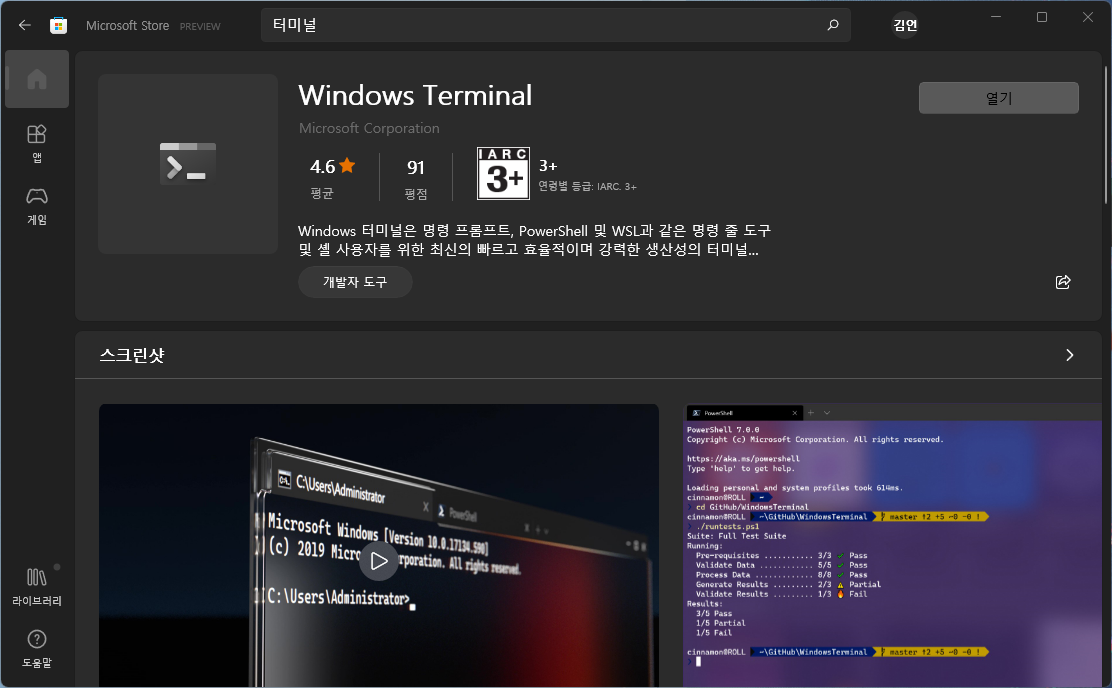 Microsoft Store PREVIEW
터미널
김언
앱
게임
라이브러리
도움말
Windows Terminal
Microsoft Corporation
열기
4.6
평균
91
평점
IARC
3+
3+
연령별 등급: IARC. 3+
Windows 터미널은 명령 프롬프트, PowerShell 및 WSL과 같은 명령 줄 도구
및 셸 사용자를 위한 최신의 빠르고 효율적이며 강력한 생산성의 터미널...
개발자 도구
스크린샷
C:\Users\Administrator
PowerShell
Microsoft Windows [Version 10.0.17134.590]
(c) 2019 Micro rporation. All rights reserved.
C:\Users\Administrator>
PowerShell
PowerShell 7.0.0
Copyright (c) Microsoft Corporation. All rights reserved.
https://aka.ms/powershell
Type 'help' to get help.
Loading personal and system profiles took 614ms.
cinnamon@ROLL ~
cd GitHub/WindowsTerminal
cinnamon@ROLL ~\GitHub\WindowsTerminal master ↑2 +5 ~0 -0 !
./runtests.ps1
Suite: Full Test Suite
Running:
Pre-requisites ........... 3/3 ✓ Pass
Validate Data ............ 5/5 ✓ Pass
Process Data ............. 8/8 ✓ Pass
Generate Results ......... 2/3 ⚠ Partial
Validate Results ......... 1/3 🔥 Fail
Results:
3/5 Pass
1/5 Partial
1/5 Fail
cinnamon@ROLL ~\GitHub\WindowsTerminal master ↑2 +5 ~0 -0 !